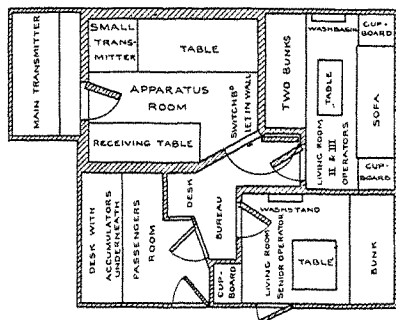 MAIN TRANSMITTER
SMALL
TRANS-
MITTER
TABLE
APPARATUS
ROOM
RECEIVING TABLE
SWITCHBD
LET IN WALL
TWO BUNKS
WASHBASIN
CUP-
BOARD
TABLE
SOFA
LIVING ROOM
II & III
OPERATORS
CUP-
BOARD
DESK WITH
ACCUMULATORS
UNDERNEATH
PASSENGERS
ROOM
DESK
BUREAU
CUP-
BOARD
WASHSTAND
LIVING ROOM
SENIOR OPERATOR
TABLE
BUNK